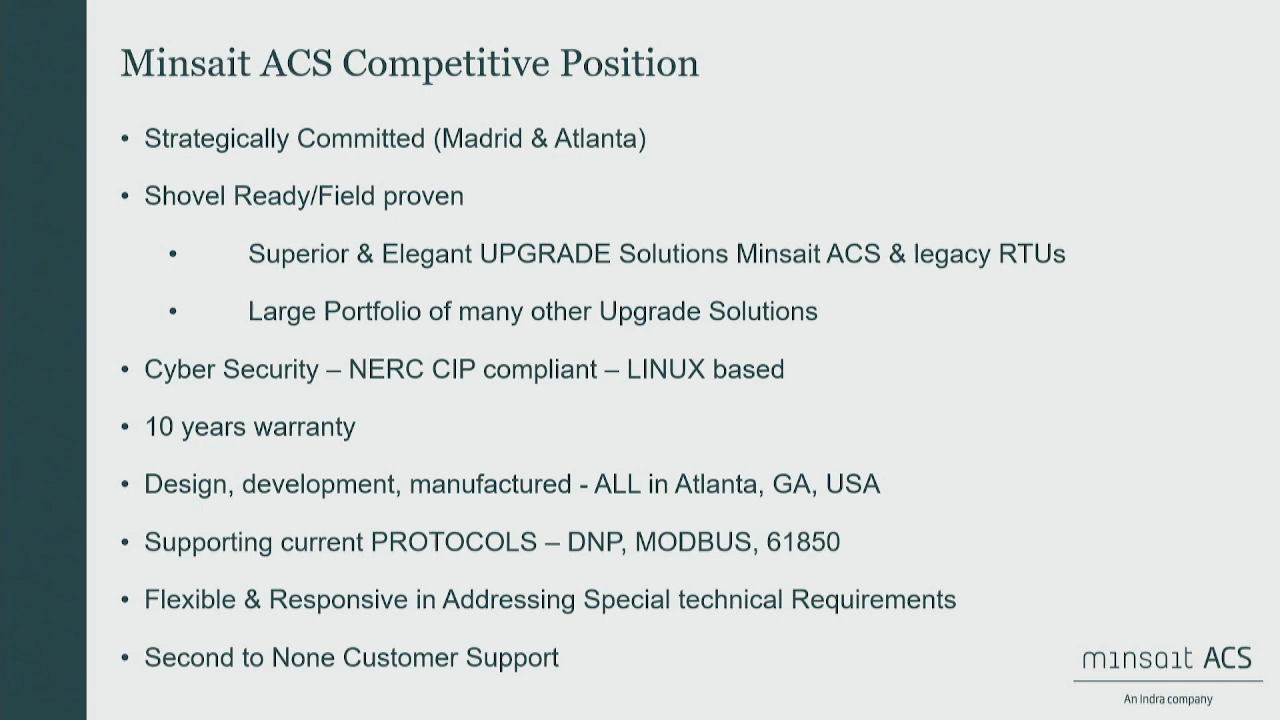 Minsait ACS Competitive Position
• Strategically Committed (Madrid & Atlanta)
• Shovel Ready/Field proven
• Superior & Elegant UPGRADE Solutions Minsait ACS & legacy RTUs
• Large Portfolio of many other Upgrade Solutions
• Cyber Security – NERC CIP compliant – LINUX based
• 10 years warranty
• Design, development, manufactured - ALL in Atlanta, GA, USA
• Supporting current PROTOCOLS – DNP, MODBUS, 61850
• Flexible & Responsive in Addressing Special technical Requirements
• Second to None Customer Support
minsait ACS
An Indra company